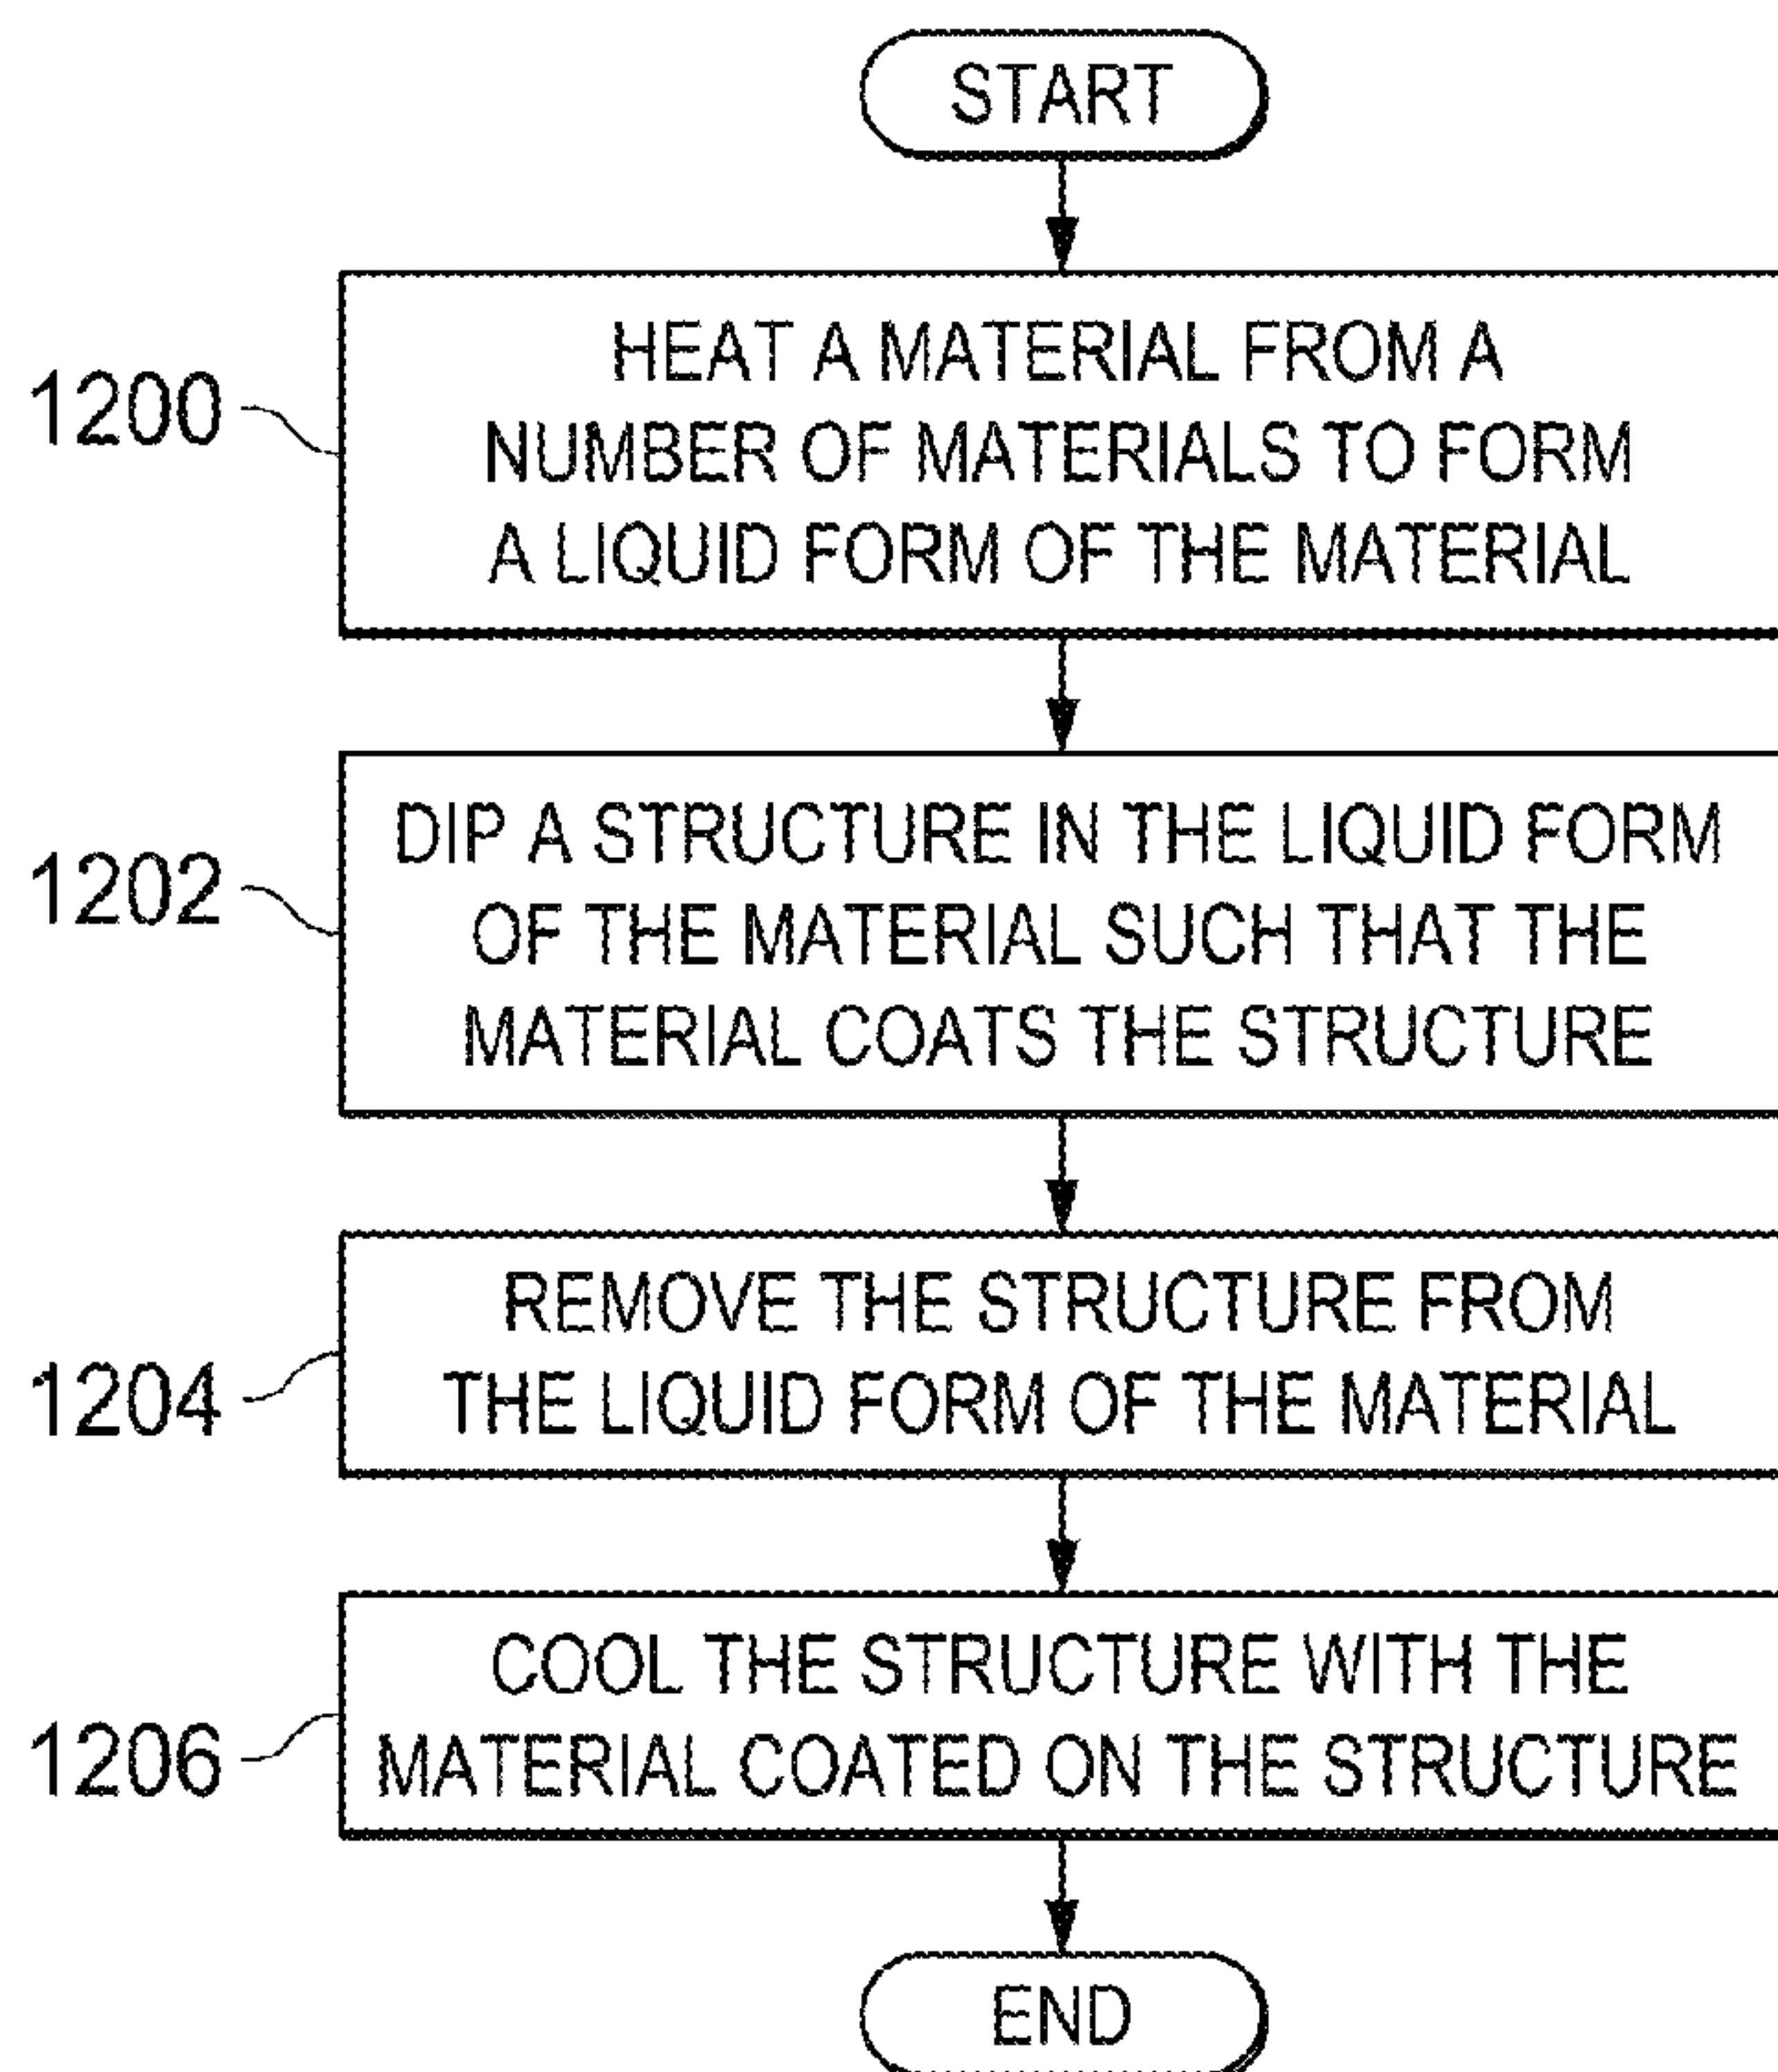 START
1200
HEAT A MATERIAL FROM A
NUMBER OF MATERIALS TO FORM
A LIQUID FORM OF THE MATERIAL
1202
DIP A STRUCTURE IN THE LIQUID FORM
OF THE MATERIAL SUCH THAT THE
MATERIAL COATS THE STRUCTURE
1204
REMOVE THE STRUCTURE FROM
THE LIQUID FORM OF THE MATERIAL
1206
COOL THE STRUCTURE WITH THE
MATERIAL COATED ON THE STRUCTURE
END